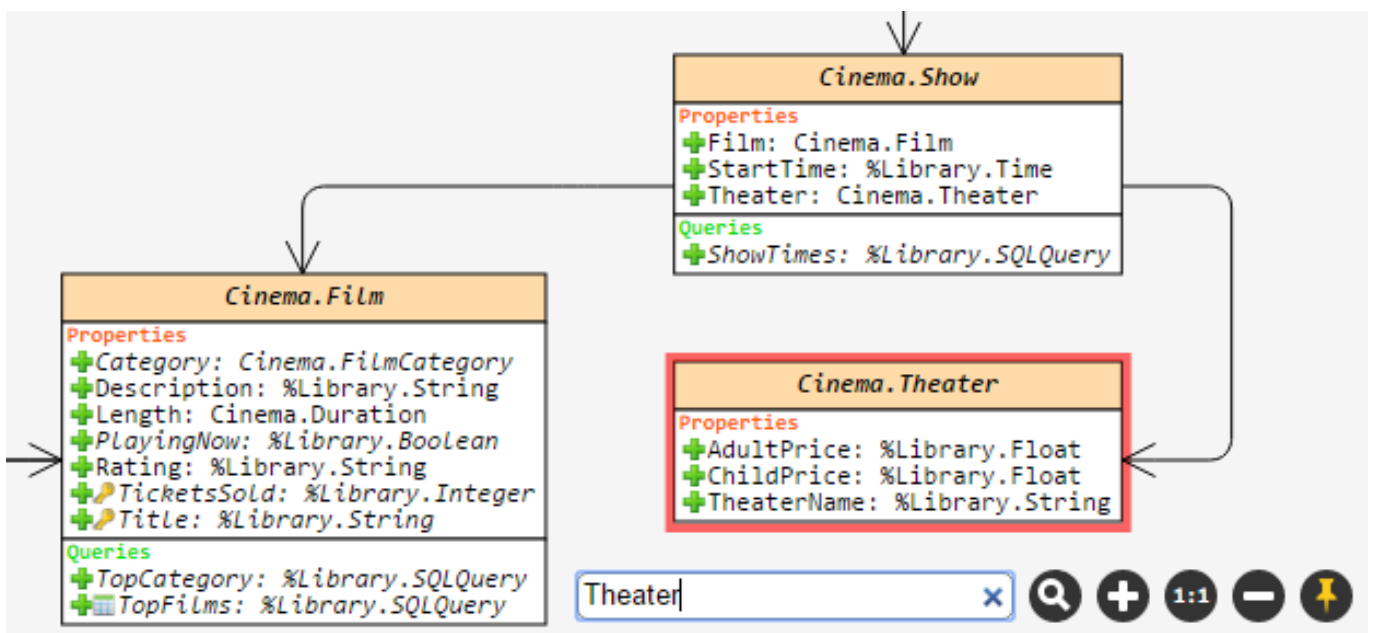 Cinema.Show
Properties
Film: Cinema.Film
StartTime: %Library.Time
Theater: Cinema.Theater
Queries
ShowTimes: %Library.SQLQuery
Cinema.Film
Properties
Category: Cinema.FilmCategory
Description: %Library.String
Length: Cinema.Duration
PlayingNow: %Library.Boolean
Rating: %Library.String
TicketsSold: %Library.Integer
Title: %Library.String
Queries
TopCategory: %Library.SQLQuery
TopFilms: %Library.SQLQuery
Cinema.Theater
Properties
AdultPrice: %Library.Float
ChildPrice: %Library.Float
TheaterName: %Library.String
Theater
1:1